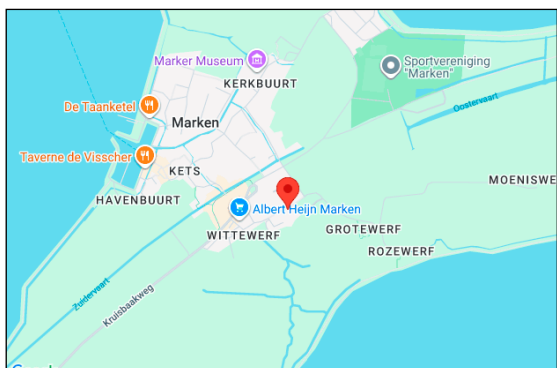 Marker Museum
Sportvereniging
"Marken"
KERKBUURT
De Taanketel
Oostervaart
Marken
Taverne de Visscher
KETS
MOENISWE
HAVENBUURT
Albert Heijn Marken
GROTEWERF
WITTEWERF
ROZEWERF
Zuidervaart
Kruisbaakweg